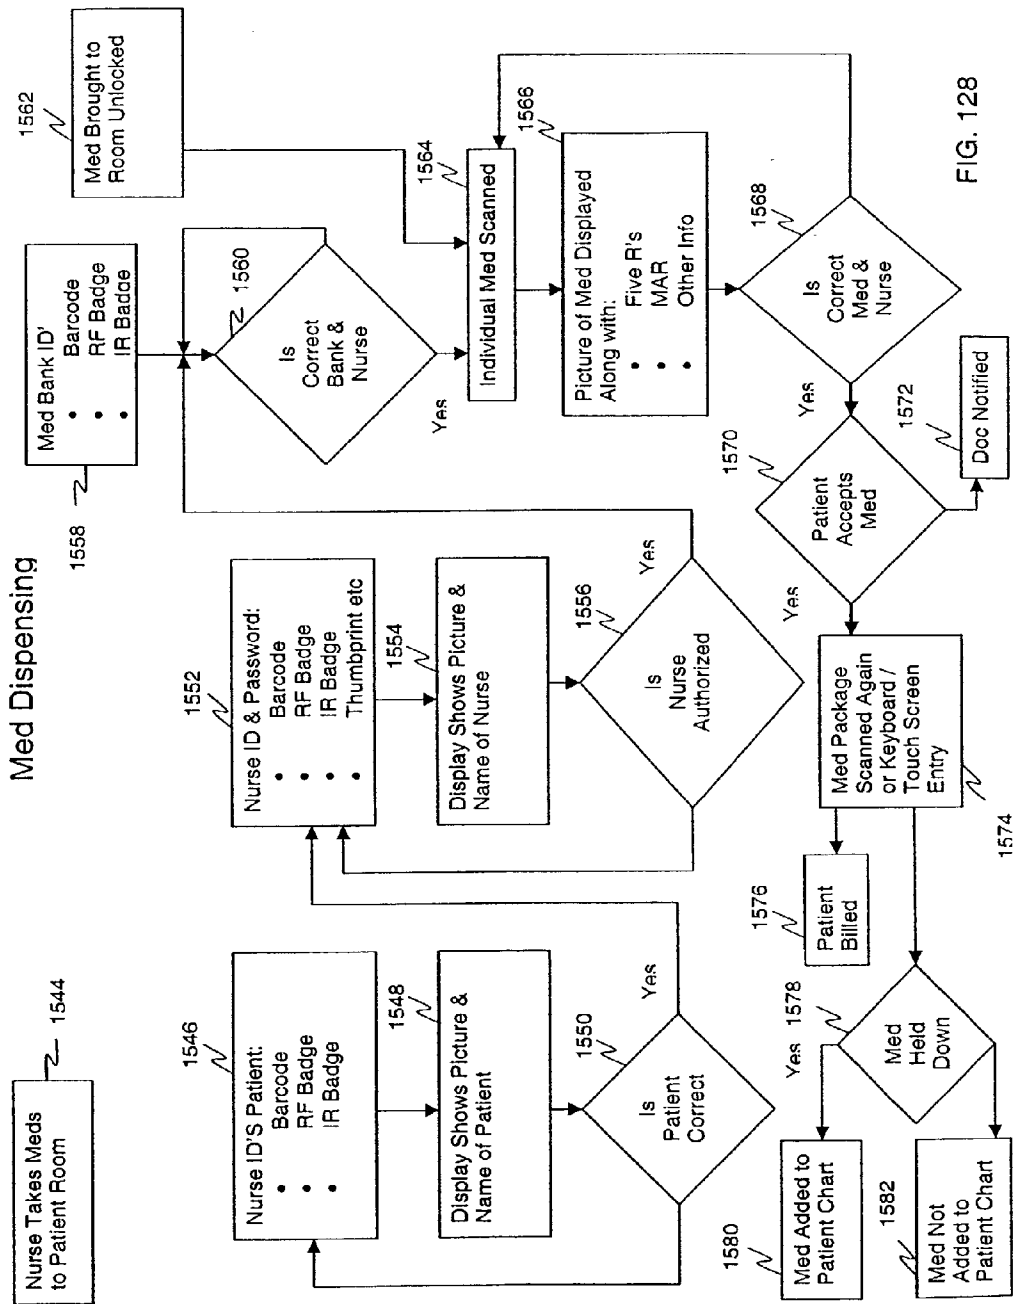 Med Dispensing
Nurse Takes Meds
to Patient Room
1544
1546
Nurse ID'S Patient:
• Barcode
• RF Badge
• IR Badge
1548
Display Shows Picture &
Name of Patient
1550
Is
Patient
Correct
Yes
1552
Nurse ID & Password:
• Barcode
• RF Badge
• IR Badge
• Thumbprint etc
1554
Display Shows Picture &
Name of Nurse
1556
Is
Nurse
Authorized
Yes
1558
Med Bank ID'
• Barcode
• RF Badge
• IR Badge
1560
Is
Correct
Bank &
Nurse
Yes
1562
Med Brought to
Room Unlocked
1564
Individual Med Scanned
1566
Picture of Med Displayed
Along with:
• Five R's
• MAR
• Other Info
1568
Is
Correct
Med &
Nurse
Yes
1570
Patient
Accepts
Med
1572
Doc Notified
Yes
Med Package
Scanned Again
or Keyboard /
Touch Screen
Entry
1574
1576
Patient
Billed
1578
Med
Held
Down
Yes
Med Added to
Patient Chart
1580
1582
Med Not
Added to
Patient Chart
FIG. 128